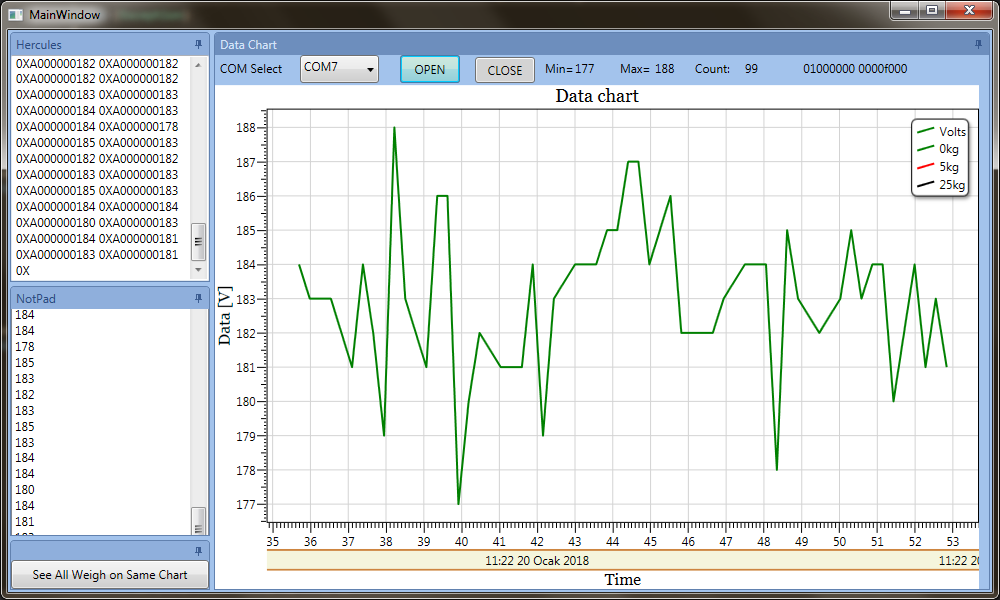 MainWindow
Hercules
0XA000000182 0XA000000182
0XA000000182 0XA000000182
0XA000000183 0XA000000183
0XA000000184 0XA000000183
0XA000000184 0XA000000178
0XA000000185 0XA000000183
0XA000000182 0XA000000182
0XA000000183 0XA000000183
0XA000000185 0XA000000183
0XA000000184 0XA000000184
0XA000000180 0XA000000183
0XA000000184 0XA000000181
0XA000000183 0XA000000181
0X
NotPad
184
184
178
185
183
182
183
185
183
184
184
180
184
181
See All Weigh on Same Chart
Data Chart
COM Select COM7 OPEN CLOSE Min= 177 Max= 188 Count: 99 01000000 0000f000
Data chart
Volts
0kg
5kg
25kg
Data [V]
188
187
186
185
184
183
182
181
180
179
178
177
35 36 37 38 39 40 41 42 43 44 45 46 47 48 49 50 51 52 53
11:22 20 Ocak 2018 11:22
Time